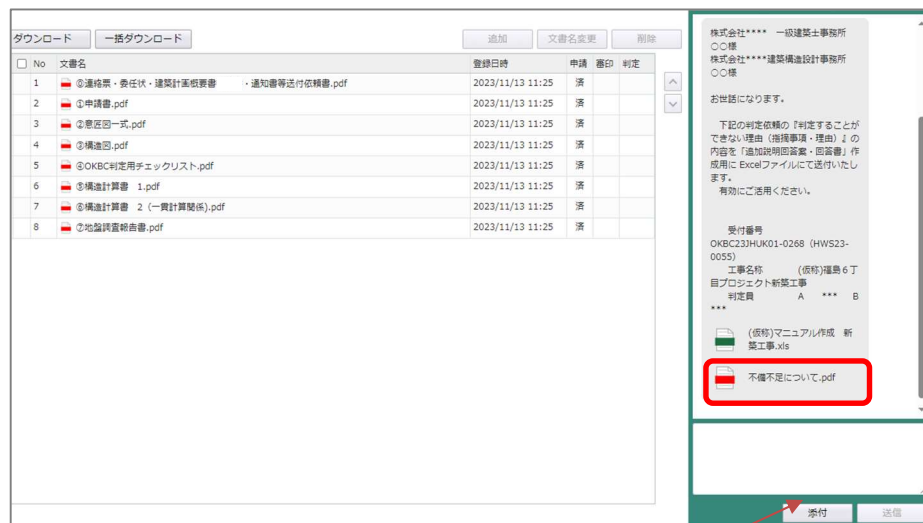 ダウンロード 一括ダウンロード 追加 文書名変更 削除
No 文書名 登録日時 申請 審印 判定
1 ⓪連絡票・委任状・建築計画概要書 ・通知書等送付依頼書.pdf 2023/11/13 11:25 済
2 ①申請書.pdf 2023/11/13 11:25 済
3 ②意匠図一式.pdf 2023/11/13 11:25 済
4 ③構造図.pdf 2023/11/13 11:25 済
5 ④OKBC判定用チェックリスト.pdf 2023/11/13 11:25 済
6 ⑤構造計算書 1.pdf 2023/11/13 11:25 済
7 ⑥構造計算書 2（一貫計算関係).pdf 2023/11/13 11:25 済
8 ⑦地盤調査報告書.pdf 2023/11/13 11:25 済
株式会社**** 一級建築士事務所
○○様
株式会社****建築構造設計事務所
○○様
お世話になります。
下記の判定依頼の『判定することが
できない理由（指摘事項・理由）』の
内容を「追加説明回答案・回答書」作
成用に Excelファイルにて送付いたし
ます。
有効にご活用ください。
受付番号
OKBC23JHUK01-0268（HWS23-
0055）
工事名称 (仮称)福島６丁
目プロジェクト新築工事
判定員 A *** B
***
(仮称)マニュアル作成 新
築工事.xls
不備不足について.pdf
添付 送信